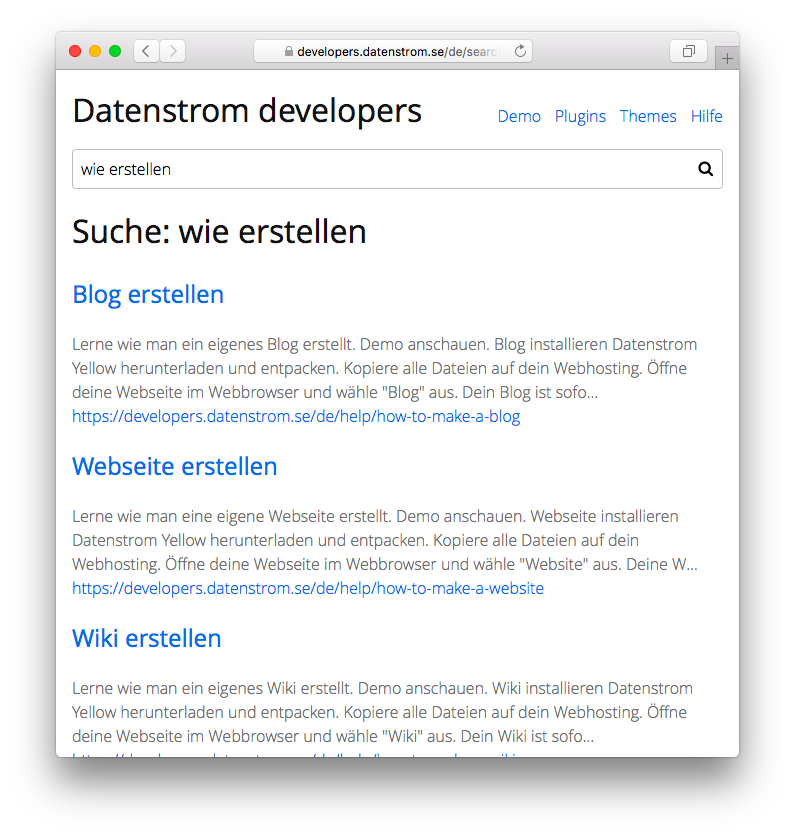 developers.datenstrom.se/de/searc
Datenstrom developers
Demo Plugins Themes Hilfe
wie erstellen
Suche: wie erstellen
Blog erstellen
Lerne wie man ein eigenes Blog erstellt. Demo anschauen. Blog installieren Datenstrom
Yellow herunterladen und entpacken. Kopiere alle Dateien auf dein Webhosting. Öffne
deine Webseite im Webbrowser und wähle "Blog" aus. Dein Blog ist sofo...
https://developers.datenstrom.se/de/help/how-to-make-a-blog
Webseite erstellen
Lerne wie man eine eigene Webseite erstellt. Demo anschauen. Webseite installieren
Datenstrom Yellow herunterladen und entpacken. Kopiere alle Dateien auf dein
Webhosting. Öffne deine Webseite im Webbrowser und wähle "Website" aus. Deine W...
https://developers.datenstrom.se/de/help/how-to-make-a-website
Wiki erstellen
Lerne wie man ein eigenes Wiki erstellt. Demo anschauen. Wiki installieren Datenstrom
Yellow herunterladen und entpacken. Kopiere alle Dateien auf dein Webhosting. Öffne
deine Webseite im Webbrowser und wähle "Wiki" aus. Dein Wiki ist sofo...